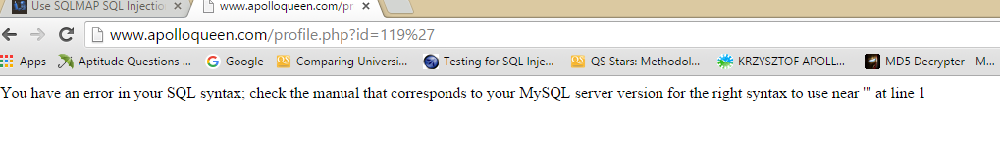 Use SQLMAP SQL Injection
www.apolloqueen.com/pr
www.apolloqueen.com/profile.php?id=119%27
Apps Aptitude Questions ... Google QS Comparing Universi... Testing for SQL Inje... QS QS Stars: Methodol... KRZYSZTOF APOLL... MD5 Decrypter - M...
You have an error in your SQL syntax; check the manual that corresponds to your MySQL server version for the right syntax to use near ''' at line 1